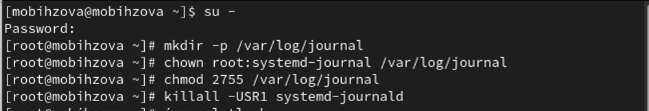 [mobihzova@mobihzova ~]$ su -
Password:
[root@mobihzova ~]# mkdir -p /var/log/journal
[root@mobihzova ~]# chown root:systemd-journal /var/log/journal
[root@mobihzova ~]# chmod 2755 /var/log/journal
[root@mobihzova ~]# killall -USR1 systemd-journald